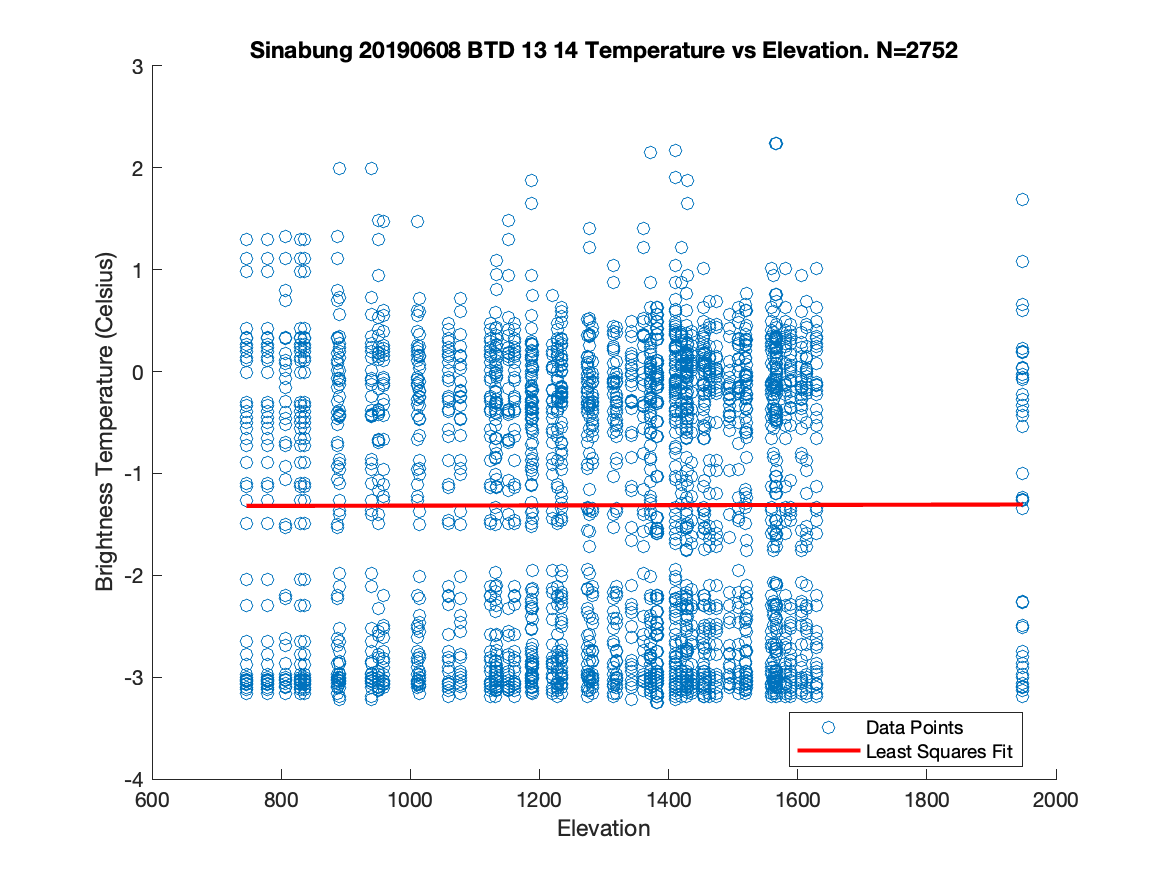 Sinabung 20190608 BTD 13 14 Temperature vs Elevation. N=2752
3
2
1
0
-1
-2
-3
-4
Brightness Temperature (Celsius)
600 800 1000 1200 1400 1600 1800 2000
Elevation
Data Points
Least Squares Fit